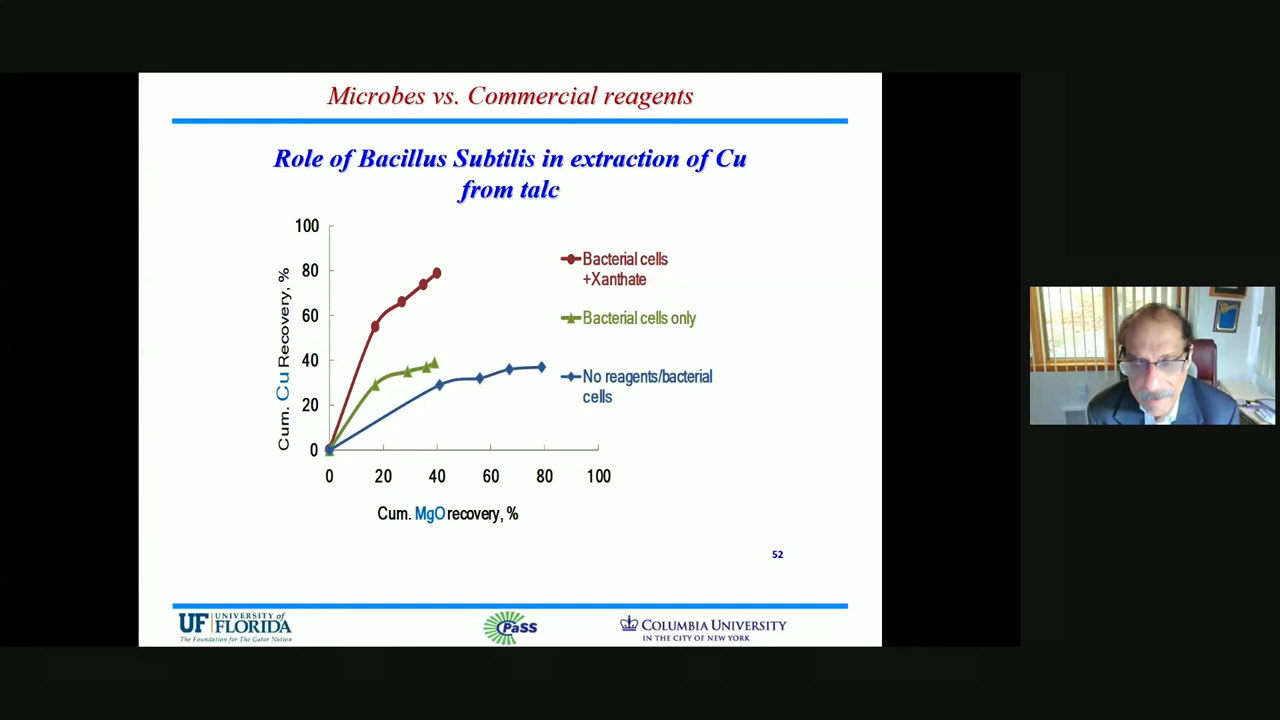 Microbes vs. Commercial reagents
Role of Bacillus Subtilis in extraction of Cu
from talc
100
80
60
40
20
0
Cum. Cu Recovery, %
0 20 40 60 80 100
Cum. MgO recovery, %
Bacterial cells
+Xanthate
Bacterial cells only
No reagents/bacterial
cells
52
UF UNIVERSITY of
FLORIDA
The Foundation for The Gator Nation
CPaSS
COLUMBIA UNIVERSITY
IN THE CITY OF NEW YORK